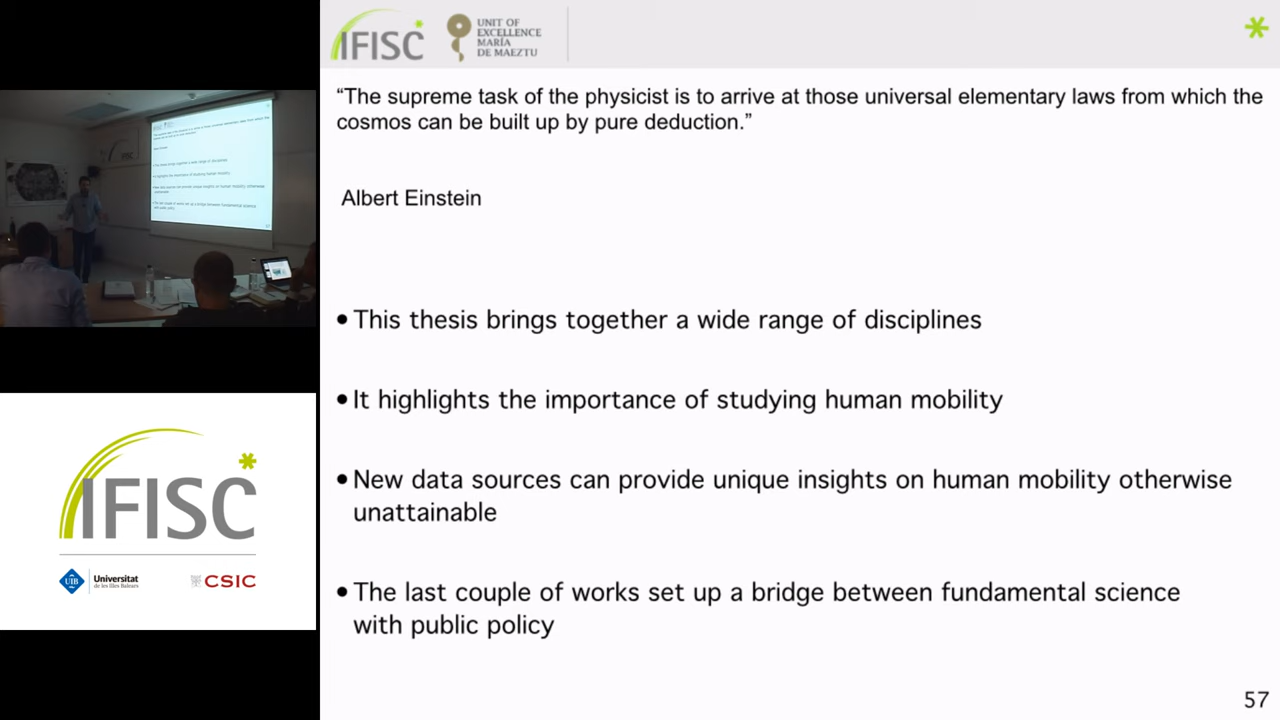 IFISC
UNIT OF
EXCELLENCE
MARÍA
DE MAEZTU
“The supreme task of the physicist is to arrive at those universal elementary laws from which the
cosmos can be built up by pure deduction.”
Albert Einstein
• This thesis brings together a wide range of disciplines
• It highlights the importance of studying human mobility
• New data sources can provide unique insights on human mobility otherwise
unattainable
• The last couple of works set up a bridge between fundamental science
with public policy
57
IFISC
UIB Universitat
de les Illes Balears
CSIC